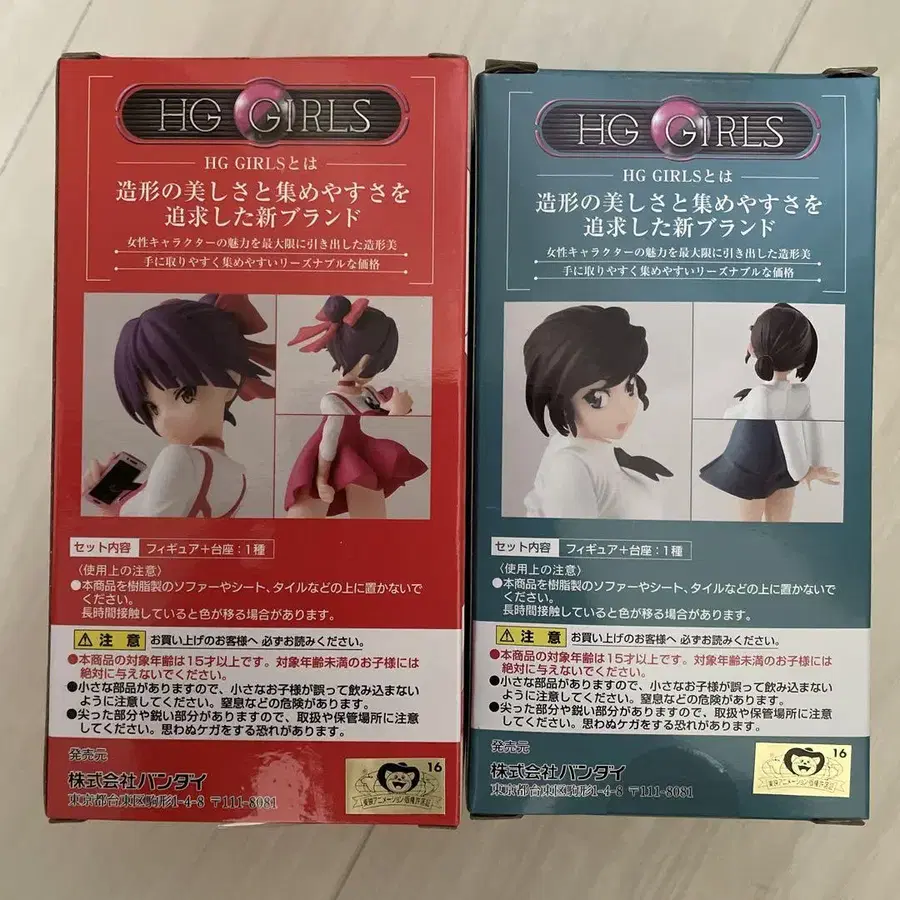 HG GIRLS
HG GIRLSとは
造形の美しさと集めやすさを
追求した新ブランド
女性キャラクターの魅力を最大限に引き出した造形美
手に取りやすく集めやすいリーズナブルな価格
セット内容 フィギュア+台座:1種
〈使用上の注意〉
●本商品を樹脂製のソファーやシート、タイルなどの上に置かないで
ください。
長時間接触していると色が移る場合があります。
注意 お買い上げのお客様へ 必ずお読みください。
●本商品の対象年齢は15才以上です。対象年齢未満のお子様には
絶対に与えないでください。
●小さな部品がありますので、小さなお子様が誤って飲み込まない
ように注意してください。窒息などの危険があります。
●尖った部分や鋭い部分がありますので、取扱や保管場所に注意
してください。思わぬケガをする恐れがあります。
発売元
株式会社バンダイ
東京都台東区駒形1-4-8 〒111-8081
16
東映アニメーション版権許諾証
HG GIRLS
HG GIRLSとは
造形の美しさと集めやすさを
追求した新ブランド
女性キャラクターの魅力を最大限に引き出した造形美
手に取りやすく集めやすいリーズナブルな価格
セット内容 フィギュア+台座:1種
〈使用上の注意〉
●本商品を樹脂製のソファーやシート、タイルなどの上に置かないで
ください。
長時間接触していると色が移る場合があります。
注意 お買い上げのお客様へ 必ずお読みください。
●本商品の対象年齢は15才以上です。対象年齢未満のお子様には
絶対に与えないでください。
●小さな部品がありますので、小さなお子様が誤って飲み込まない
ように注意してください。窒息などの危険があります。
●尖った部分や鋭い部分がありますので、取扱や保管場所に注意
してください。思わぬケガをする恐れがあります。
発売元
株式会社バンダイ
東京都台東区駒形1-4-8 〒111-8081
16
東映アニメーション版権許諾証